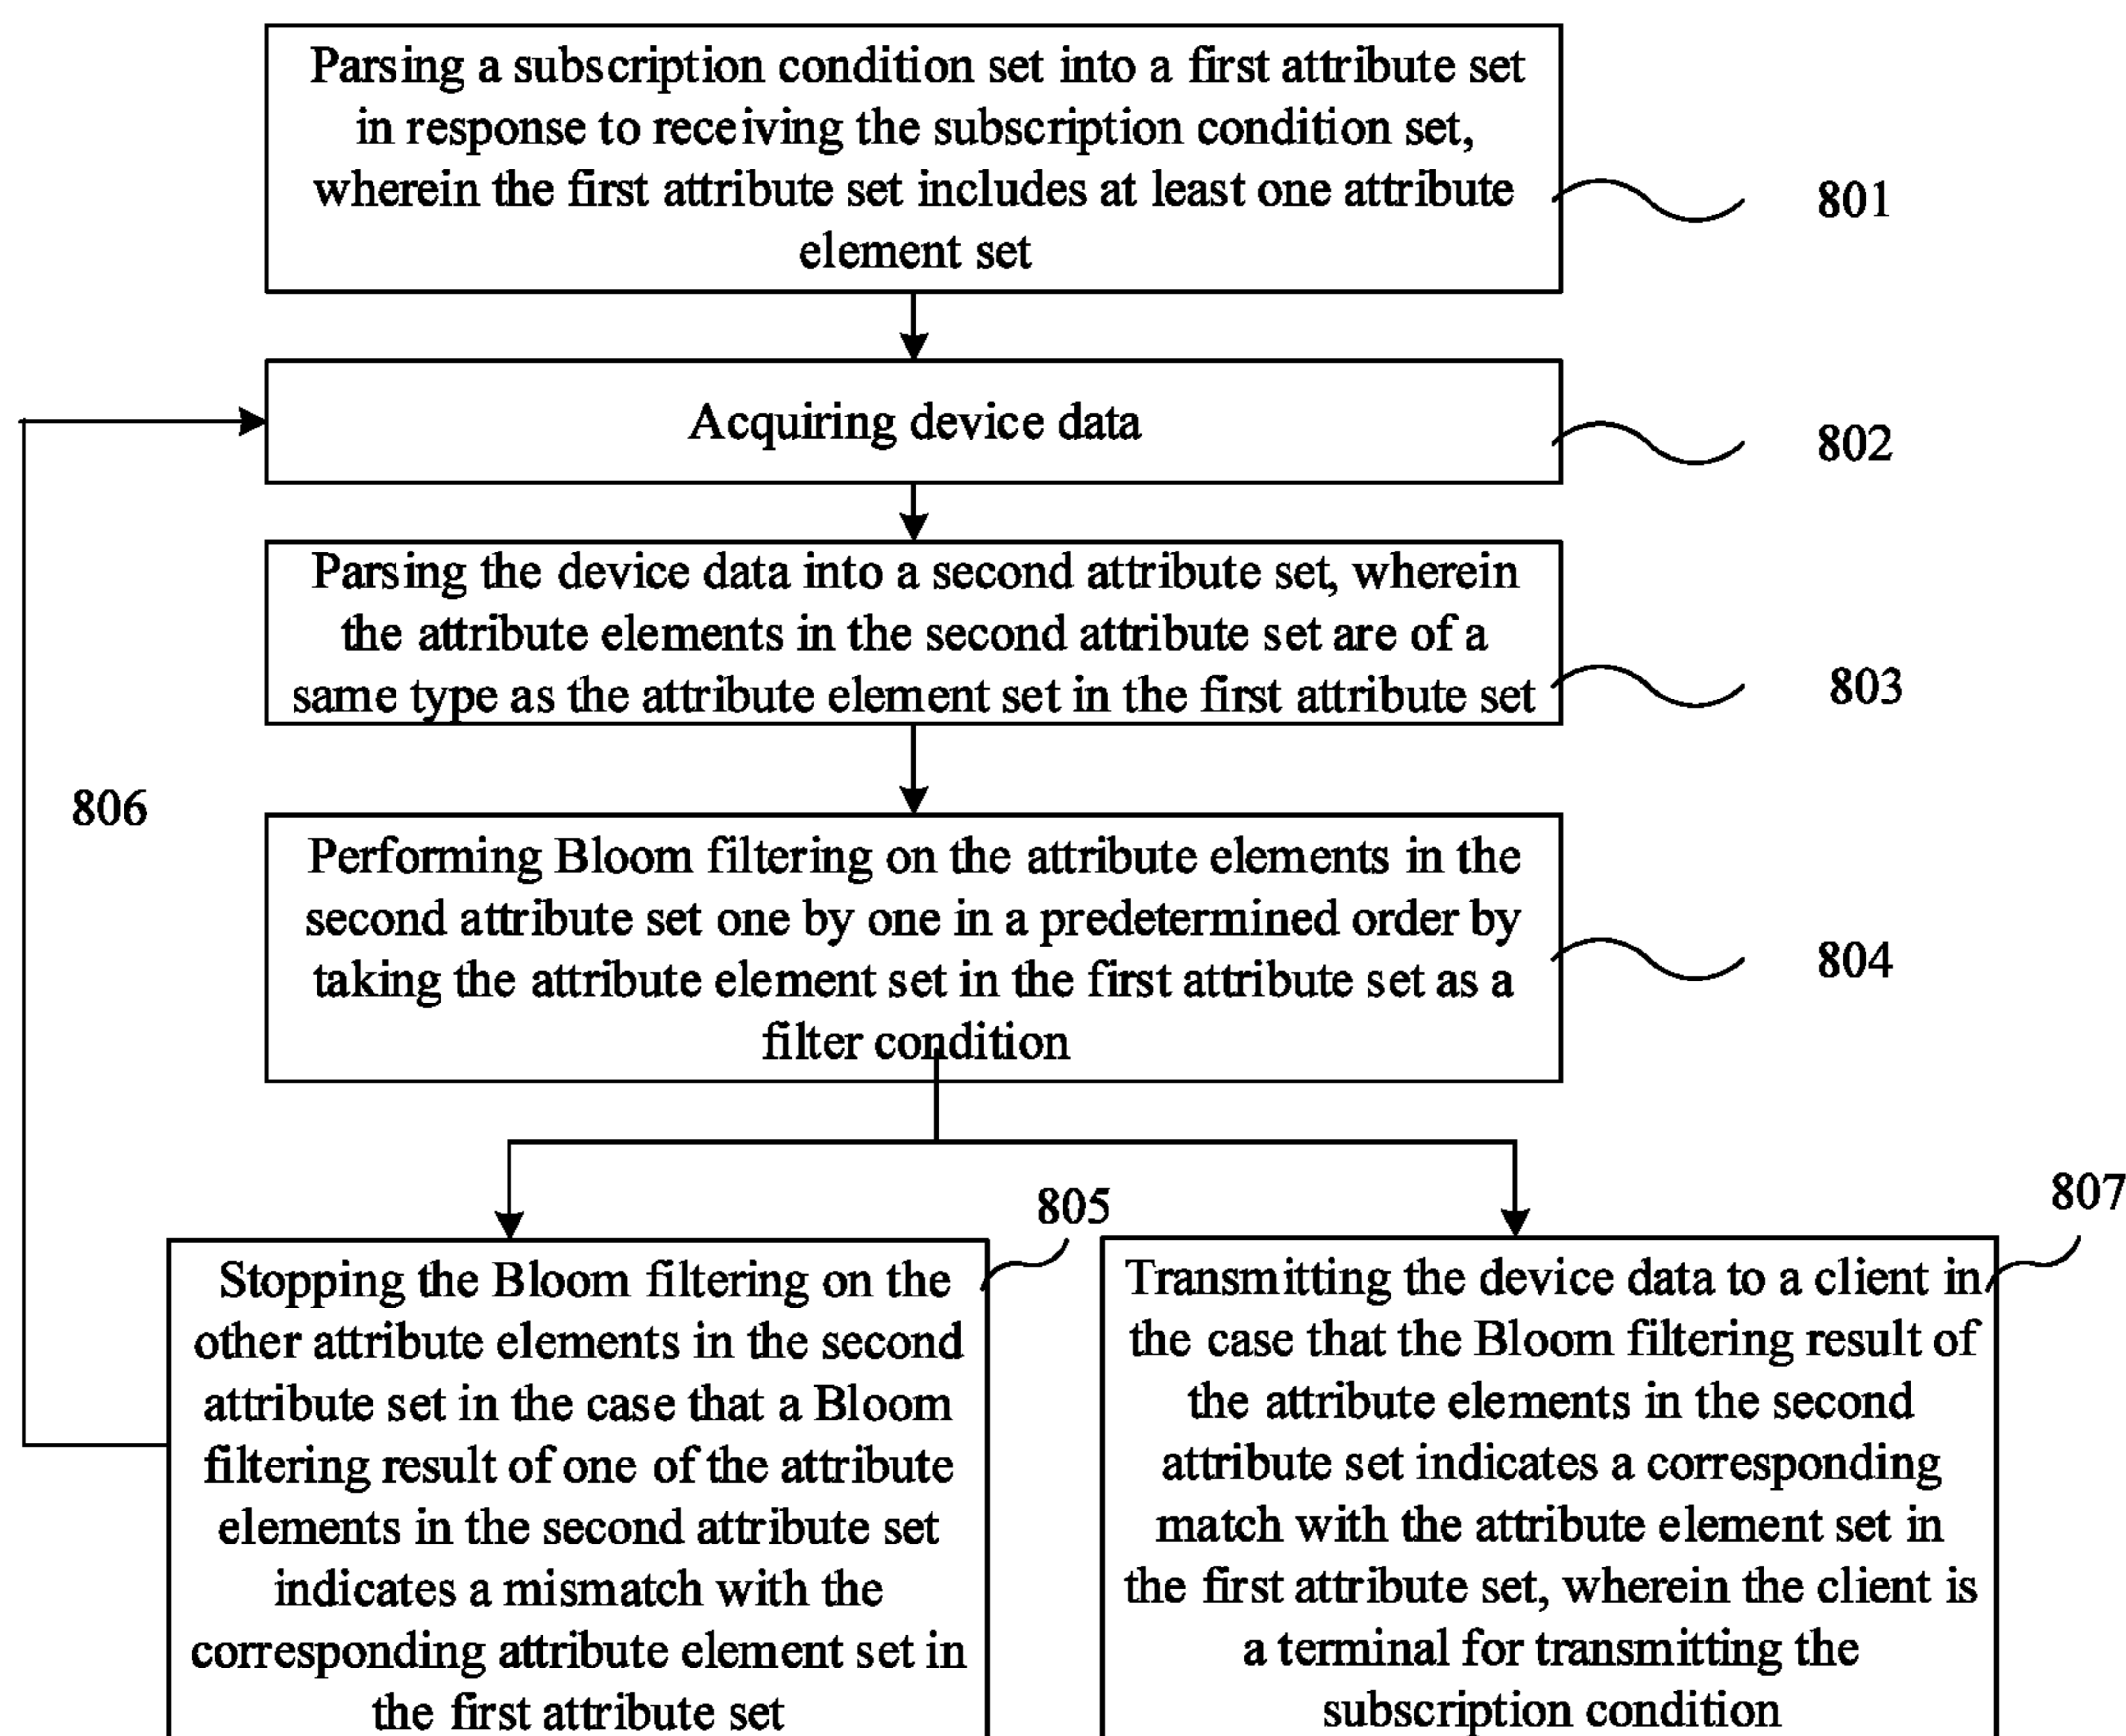 Parsing a subscription condition set into a first attribute set
in response to receiving the subscription condition set,
wherein the first attribute set includes at least one attribute
element set
801
Acquiring device data
802
Parsing the device data into a second attribute set, wherein
the attribute elements in the second attribute set are of a
same type as the attribute element set in the first attribute set
803
806
Performing Bloom filtering on the attribute elements in the
second attribute set one by one in a predetermined order by
taking the attribute element set in the first attribute set as a
filter condition
804
805
Stopping the Bloom filtering on the
other attribute elements in the second
attribute set in the case that a Bloom
filtering result of one of the attribute
elements in the second attribute set
indicates a mismatch with the
corresponding attribute element set in
the first attribute set
807
Transmitting the device data to a client in
the case that the Bloom filtering result of
the attribute elements in the second
attribute set indicates a corresponding
match with the attribute element set in
the first attribute set, wherein the client is
a terminal for transmitting the
subscription condition